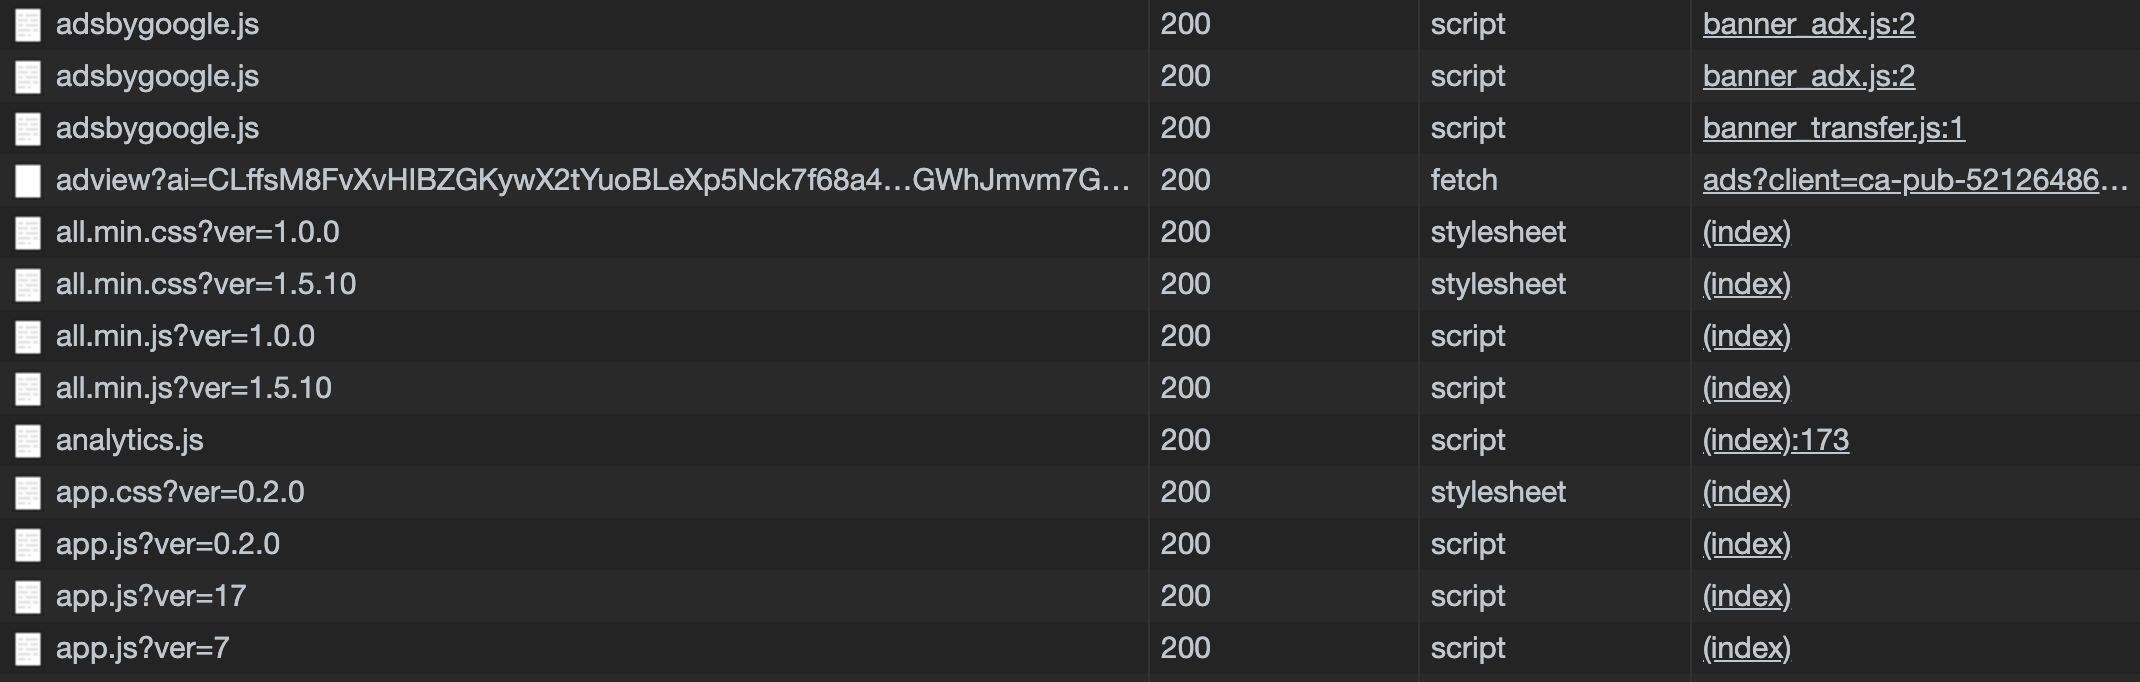 adsbygoogle.js 200 script banner_adx.js:2
adsbygoogle.js 200 script banner_adx.js:2
adsbygoogle.js 200 script banner_transfer.js:1
adview?ai=CLffsM8FvXvHIBZGKywX2tYuoBLeXp5Nck7f68a4...GWhJmvm7G... 200 fetch ads?client=ca-pub-52126486...
all.min.css?ver=1.0.0 200 stylesheet (index)
all.min.css?ver=1.5.10 200 stylesheet (index)
all.min.js?ver=1.0.0 200 script (index)
all.min.js?ver=1.5.10 200 script (index)
analytics.js 200 script (index):173
app.css?ver=0.2.0 200 stylesheet (index)
app.js?ver=0.2.0 200 script (index)
app.js?ver=17 200 script (index)
app.js?ver=7 200 script (index)